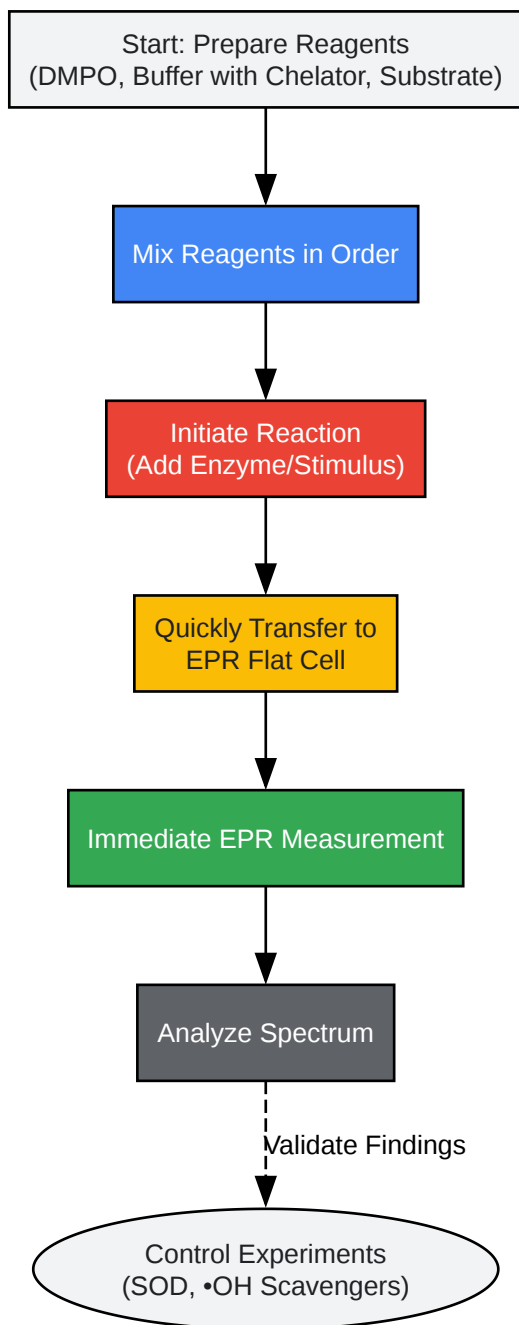 Start: Prepare Reagents
(DMPO, Buffer with Chelator, Substrate)
Mix Reagents in Order
Initiate Reaction
(Add Enzyme/Stimulus)
Quickly Transfer to
EPR Flat Cell
Immediate EPR Measurement
Analyze Spectrum
Validate Findings
Control Experiments
(SOD, •OH Scavengers)